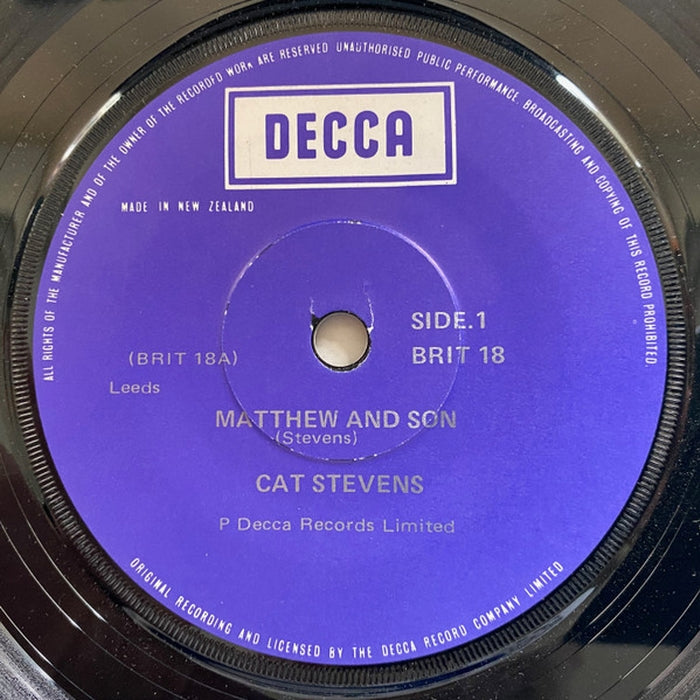 ALL RIGHTS OF THE MANUFACTURER AND OF THE OWNER OF THE RECORDED WORK ARE RESERVED UNAUTHORISED PUBLIC PERFORMANCE BROADCASTING AND COPYING OF THIS RECORD PROHIBITED.
DECCA
MADE IN NEW ZEALAND
SIDE.1
(BRIT 18A) BRIT 18
Leeds
MATTHEW AND SON
(Stevens)
CAT STEVENS
P Decca Records Limited
ORIGINAL RECORDING AND LICENSED BY THE DECCA RECORD COMPANY LIMITED